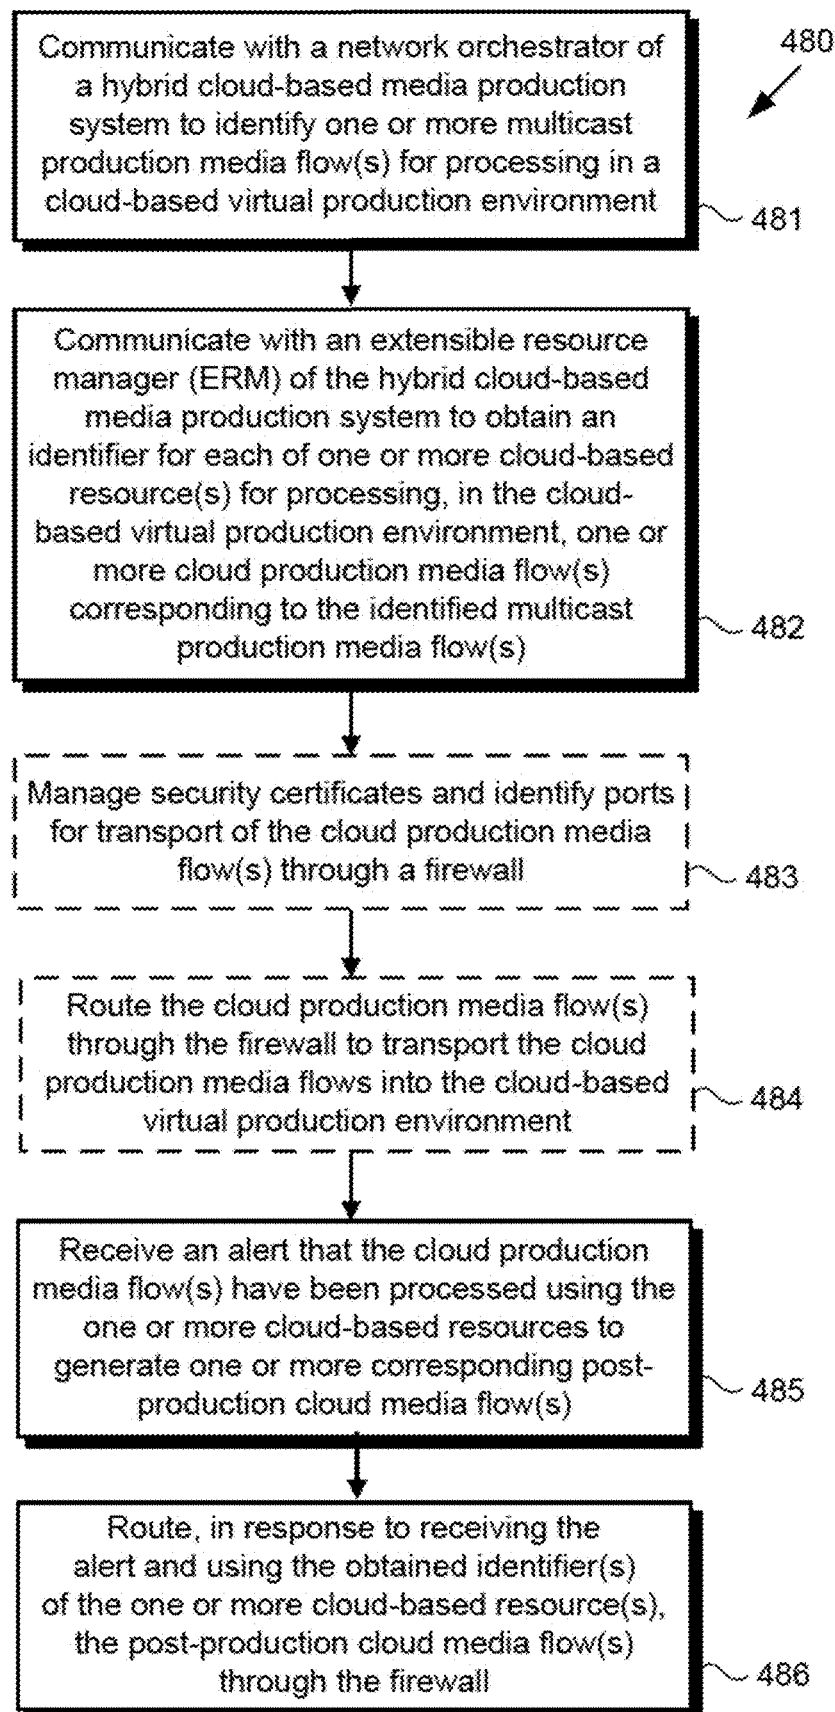 480
Communicate with a network orchestrator of
a hybrid cloud-based media production
system to identify one or more multicast
production media flow(s) for processing in a
cloud-based virtual production environment
481
Communicate with an extensible resource
manager (ERM) of the hybrid cloud-based
media production system to obtain an
identifier for each of one or more cloud-based
resource(s) for processing, in the cloud-
based virtual production environment, one or
more cloud production media flow(s)
corresponding to the identified multicast
production media flow(s)
482
Manage security certificates and identify ports
for transport of the cloud production media
flow(s) through a firewall
483
Route the cloud production media flow(s)
through the firewall to transport the cloud
production media flows into the cloud-based
virtual production environment
484
Receive an alert that the cloud production
media flow(s) have been processed using the
one or more cloud-based resources to
generate one or more corresponding post-
production cloud media flow(s)
485
Route, in response to receiving the
alert and using the obtained identifier(s)
of the one or more cloud-based resource(s),
the post-production cloud media flow(s)
through the firewall
486